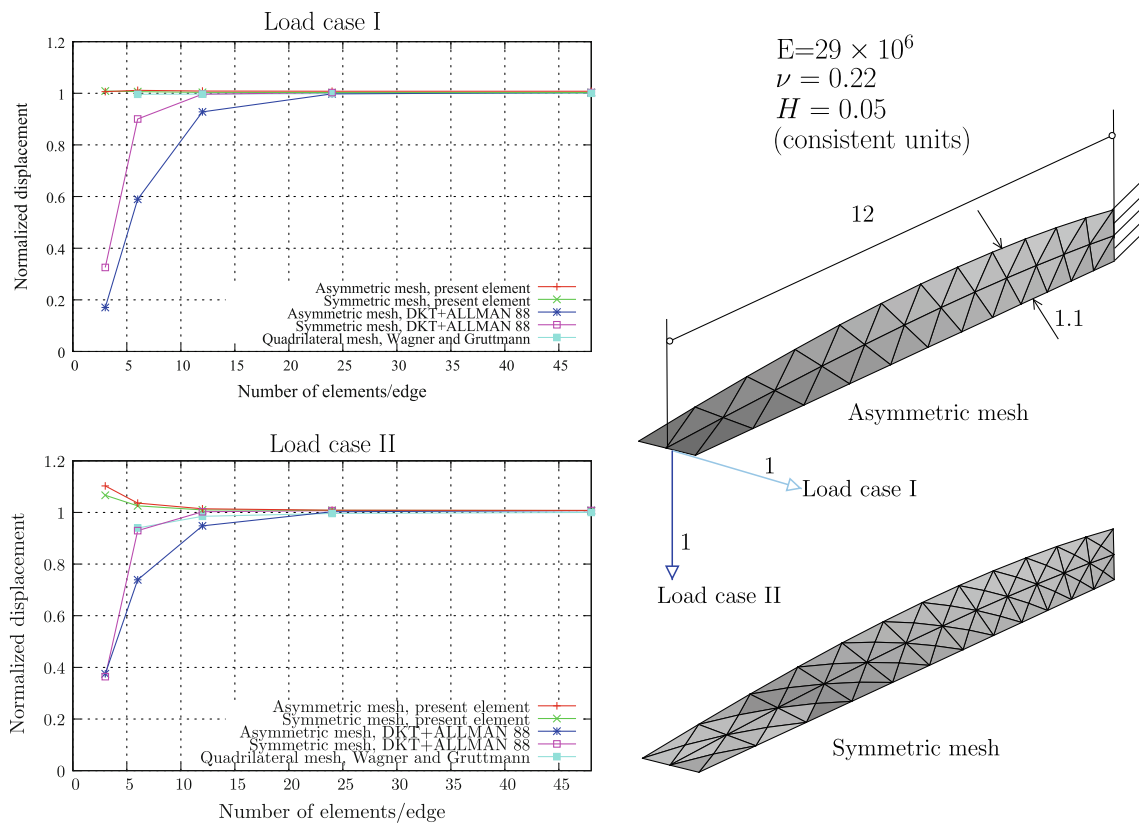 Load case I
1.2
1
0.8
0.6
0.4
0.2
0
Normalized displacement
Asymmetric mesh, present element
Symmetric mesh, present element
Asymmetric mesh, DKT+ALLMAN 88
Symmetric mesh, DKT+ALLMAN 88
Quadrilateral mesh, Wagner and Gruttmann
0 5 10 15 20 25 30 35 40 45
Number of elements/edge
Load case II
1.2
1
0.8
0.6
0.4
0.2
0
Normalized displacement
Asymmetric mesh, present element
Symmetric mesh, present element
Asymmetric mesh, DKT+ALLMAN 88
Symmetric mesh, DKT+ALLMAN 88
Quadrilateral mesh, Wagner and Gruttmann
0 5 10 15 20 25 30 35 40 45
Number of elements/edge
E=29 × 10⁶
ν = 0.22
H = 0.05
(consistent units)
12
1.1
Asymmetric mesh
1
Load case I
1
Load case II
Symmetric mesh